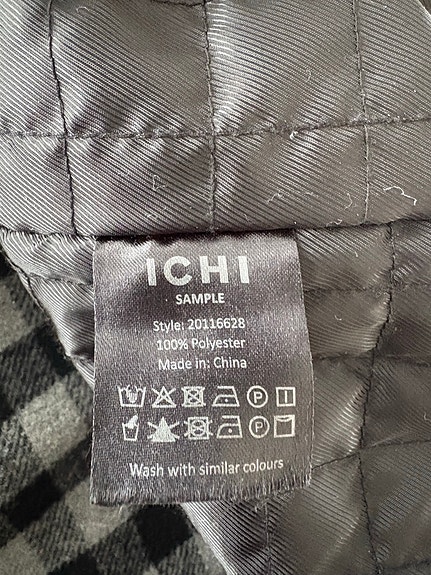 ICHI
SAMPLE
Style: 20116628
100% Polyester
Made in: China
P
P
Wash with similar colours